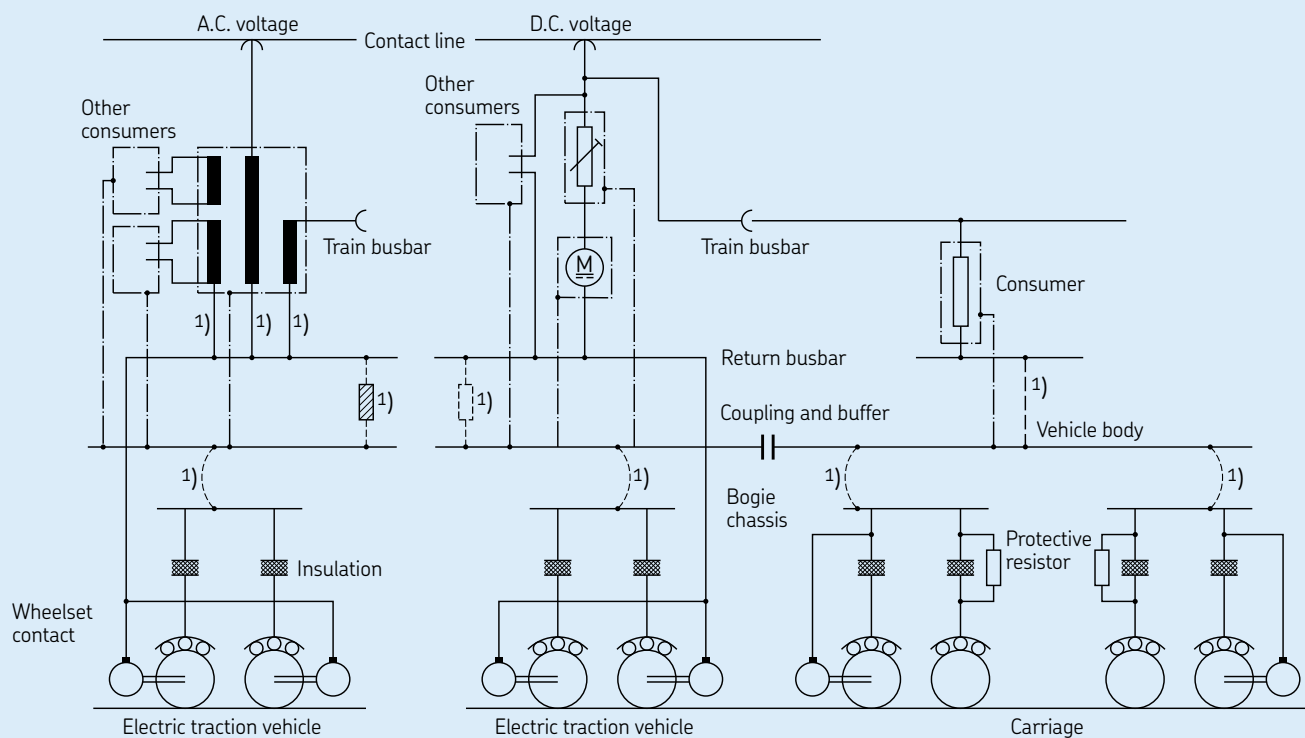 A.C. voltage
Contact line
D.C. voltage
Other
consumers
Other
consumers
Train busbar
M
Train busbar
Consumer
1)
1)
1)
Return busbar
1)
1)
1)
Coupling and buffer
Vehicle body
1)
1)
1)
1)
Bogie
chassis
Insulation
Protective
resistor
Wheelset
contact
Electric traction vehicle
Electric traction vehicle
Carriage